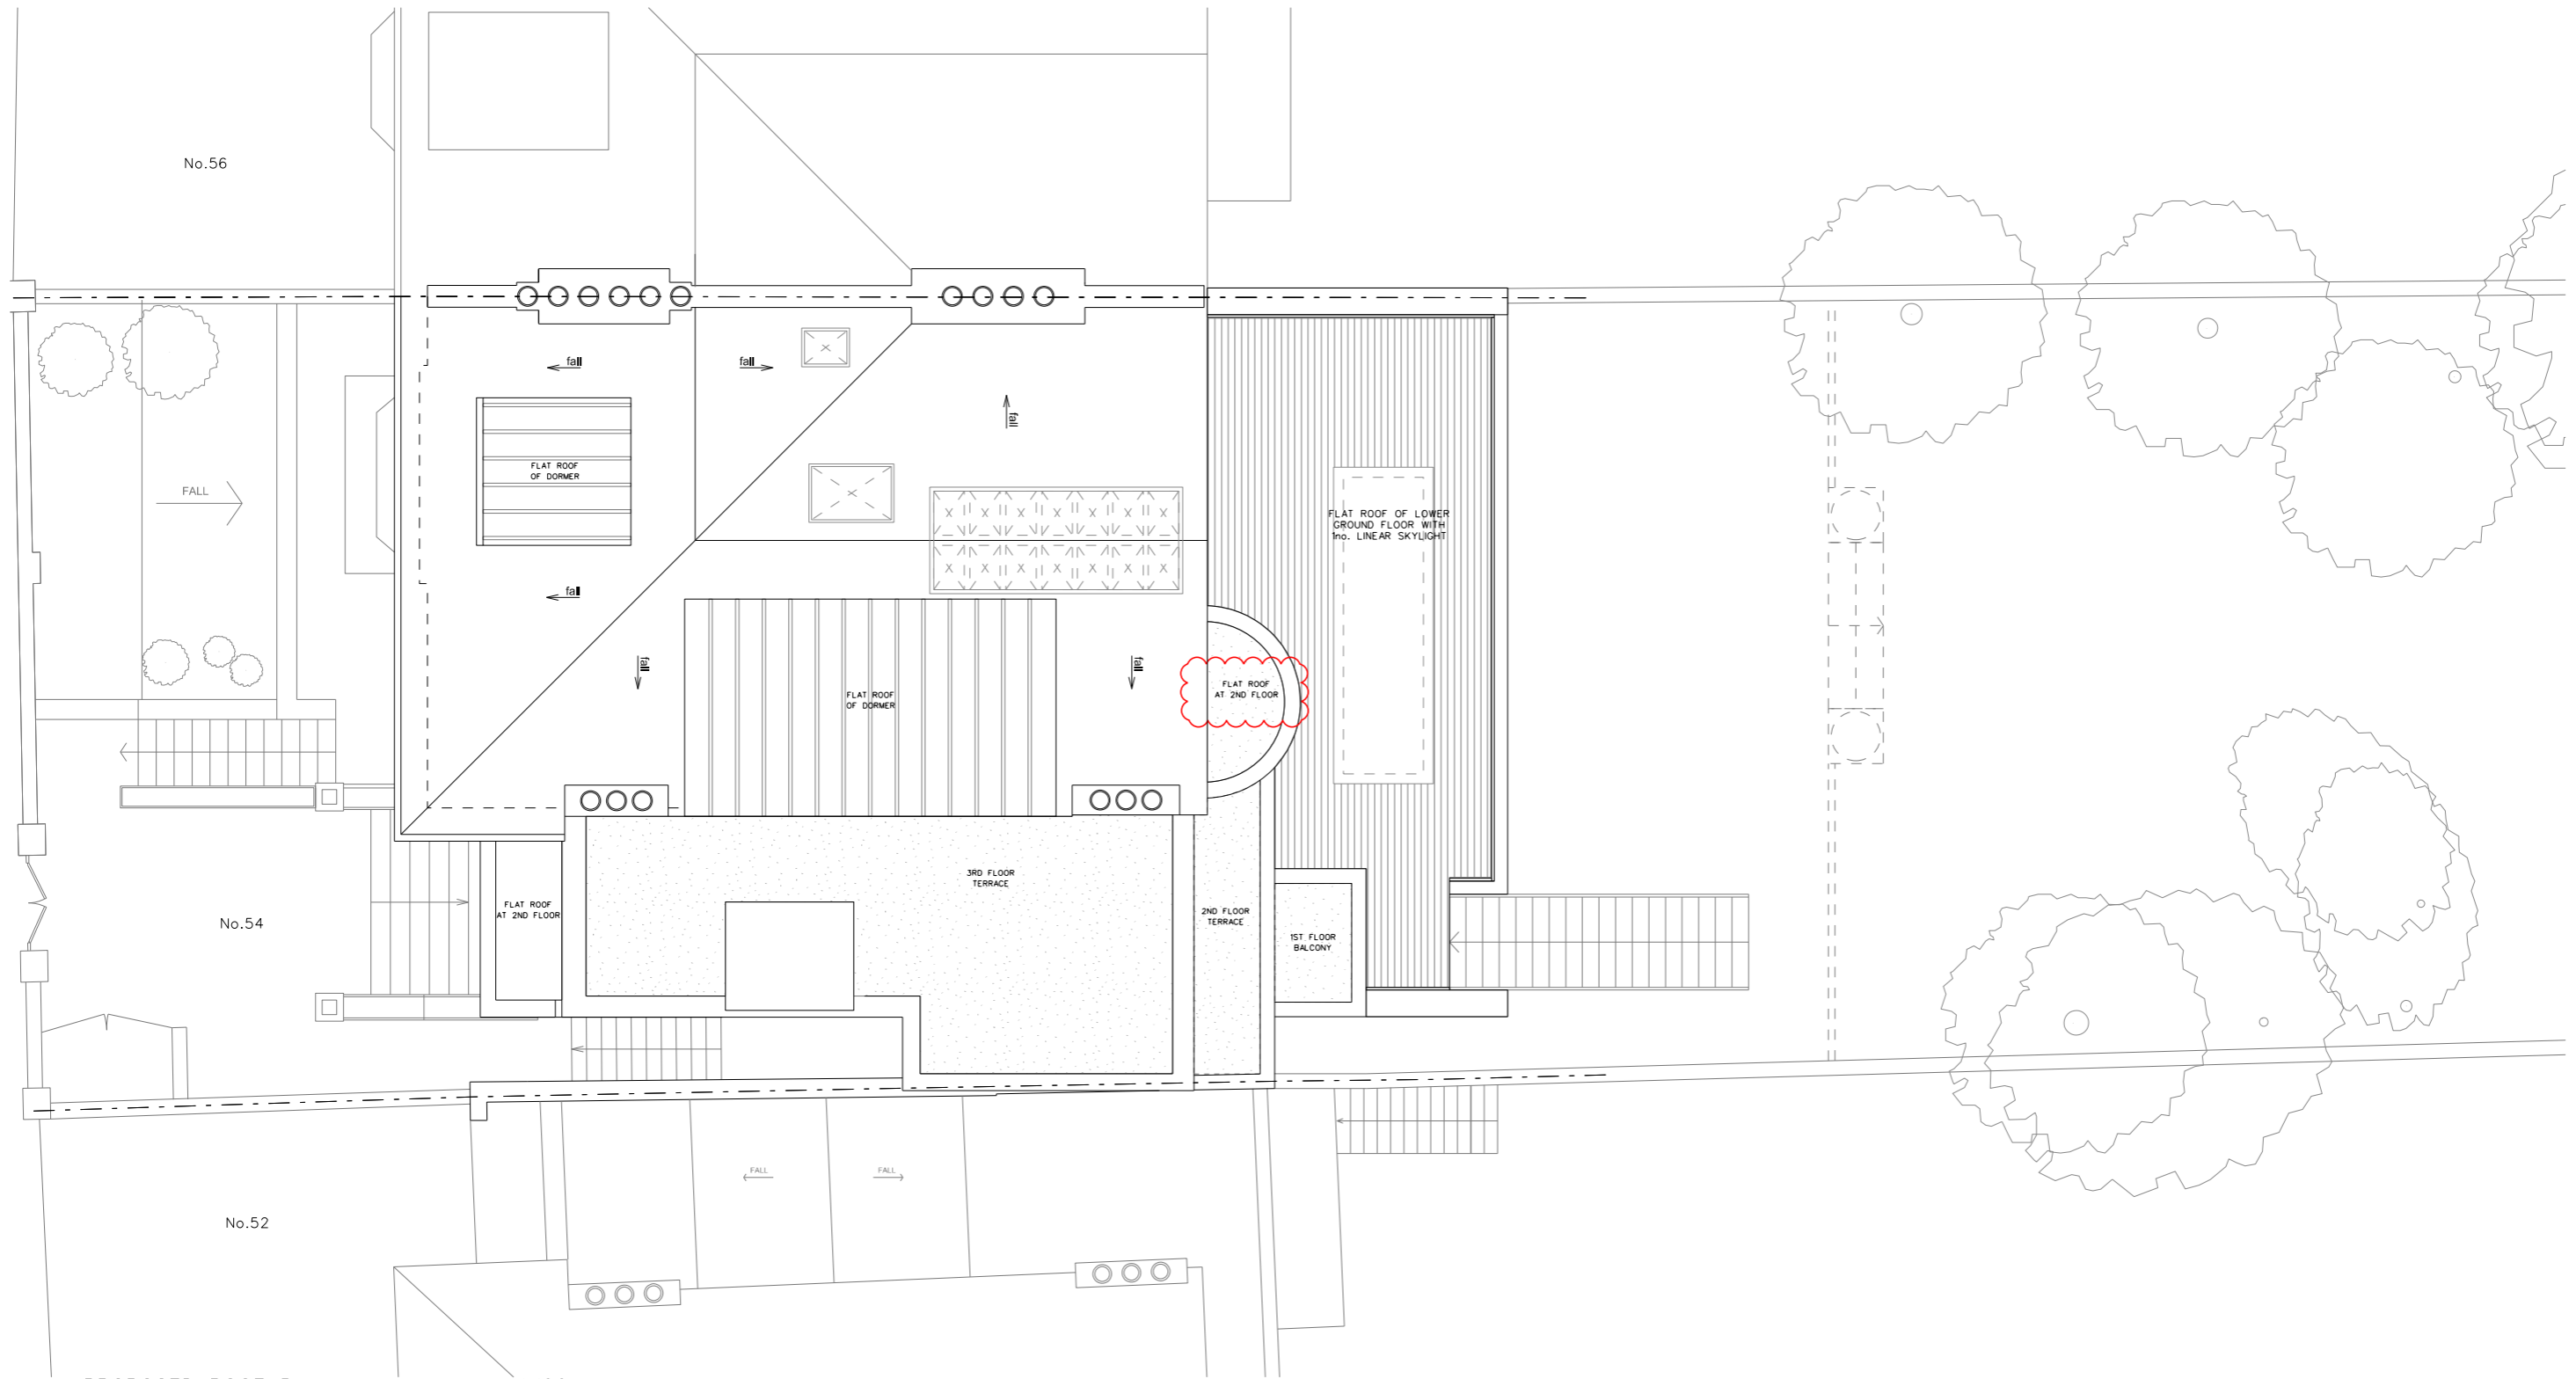 No.56
fall
fall
fall
FLAT ROOF
OF DORMER
FALL
FLAT ROOF OF LOWER
GROUND FLOOR WITH
1no. LINEAR SKYLIGHT
fall
fall
fall
FLAT ROOF
AT 2ND FLOOR
FLAT ROOF
OF DORMER
3RD FLOOR
TERRACE
FLAT ROOF
AT 2ND FLOOR
2ND FLOOR
TERRACE
No.54
1ST FLOOR
BALCONY
FALL
FALL
No.52